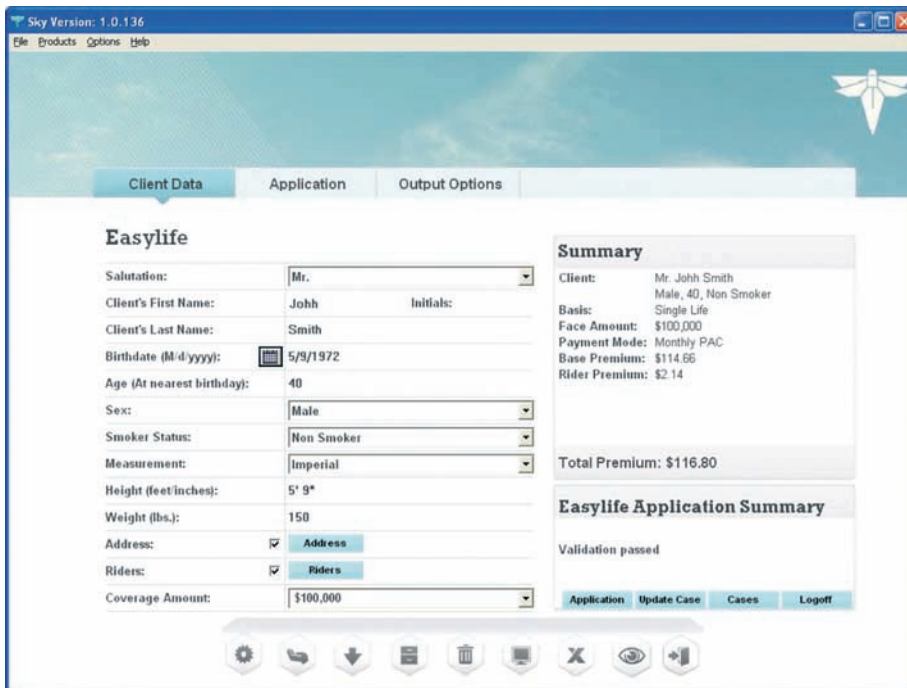 Sky Version: 1.0.136
File Products Options Help
Client Data Application Output Options
Easylife
Salutation: Mr.
Client's First Name: Johh Initials:
Client's Last Name: Smith
Birthdate (M/d/yyyy): 5/9/1972
Age (At nearest birthday): 40
Sex: Male
Smoker Status: Non Smoker
Measurement: Imperial
Height (feet/inches): 5' 9"
Weight (lbs.): 150
Address: Address
Riders: Riders
Coverage Amount: $100,000
Summary
Client: Mr. Johh Smith
Male, 40, Non Smoker
Basis: Single Life
Face Amount: $100,000
Payment Mode: Monthly PAC
Base Premium: $114.66
Rider Premium: $2.14
Total Premium: $116.80
Easylife Application Summary
Validation passed
Application Update Case Cases Logoff